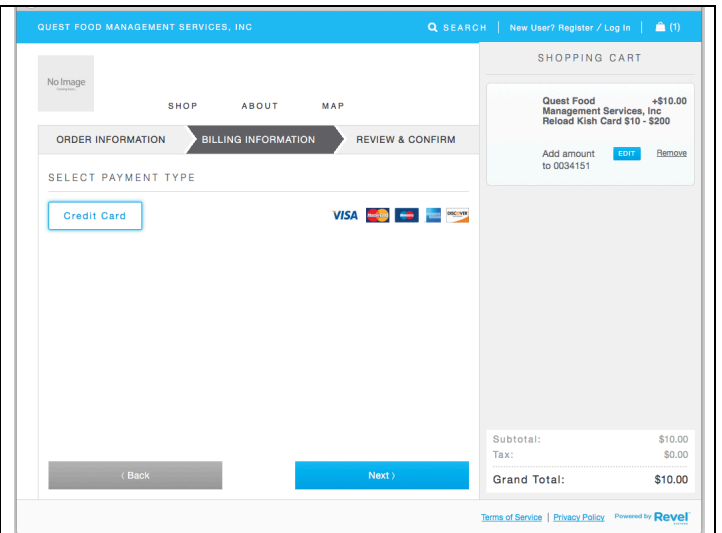 QUEST FOOD MANAGEMENT SERVICES, INC
SEARCH
New User? Register / Log In
(1)
No Image
SHOP ABOUT MAP
ORDER INFORMATION
BILLING INFORMATION
REVIEW & CONFIRM
SELECT PAYMENT TYPE
Credit Card
VISA
DISCOVER
‹ Back
Next ›
SHOPPING CART
Quest Food +$10.00
Management Services, Inc
Reload Kish Card $10 - $200
Add amount EDIT Remove
to 0034151
Subtotal: $10.00
Tax: $0.00
Grand Total: $10.00
Terms of Service | Privacy Policy Powered by Revel